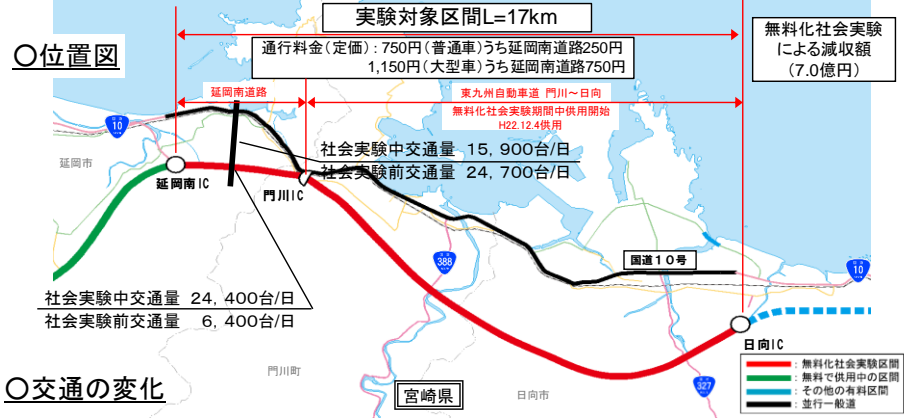 実験対象区間L=17km
無料化社会実験
による減収額
(7.0億円)
〇位置図
通行料金(定価):750円(普通車)うち延岡南道路250円
1,150円(大型車)うち延岡南道路750円
延岡南道路
東九州自動車道 門川～日向
無料化社会実験期間中供用開始
H22.12.4供用
10
延岡市
社会実験中交通量 15,900台/日
社会実験前交通量 24,700台/日
延岡南IC
門川IC
388
国道10号
10
社会実験中交通量 24,400台/日
社会実験前交通量 6,400台/日
日向IC
門川町
宮崎県
日向市
327
:無料化社会実験区間
:無料で供用中の区間
:その他の有料区間
:並行一般道
〇交通の変化